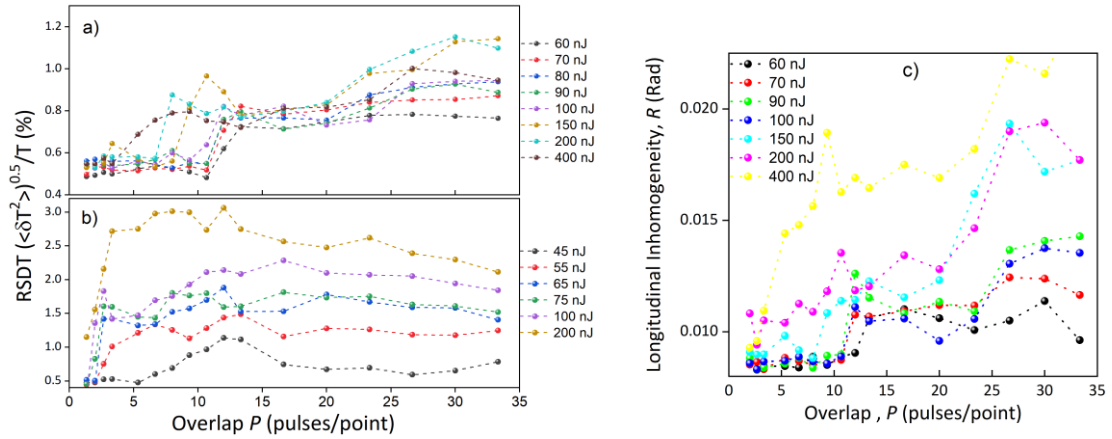 a)
1.2
1.0
0.8
0.6
0.4
60 nJ
70 nJ
80 nJ
90 nJ
100 nJ
150 nJ
200 nJ
400 nJ
RSDT (<δT²>)^0.5/T (%)
b)
3.0
2.5
2.0
1.5
1.0
0.5
45 nJ
55 nJ
65 nJ
75 nJ
100 nJ
200 nJ
0 5 10 15 20 25 30 35
Overlap P (pulses/point)
c)
Longitudinal Inhomogeneity, R (Rad)
0.020
0.015
0.010
60 nJ
70 nJ
90 nJ
100 nJ
150 nJ
200 nJ
400 nJ
0 5 10 15 20 25 30 35
Overlap , P (pulses/point)